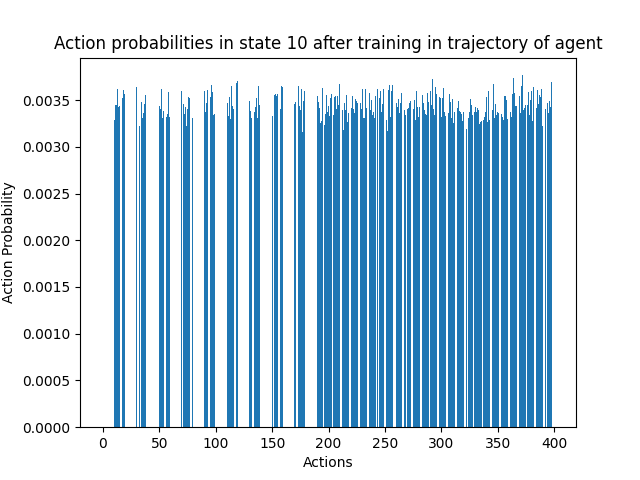 Action probabilities in state 10 after training in trajectory of agent
0.0035
0.0030
0.0025
0.0020
0.0015
0.0010
0.0005
0.0000
Action Probability
0 50 100 150 200 250 300 350 400
Actions